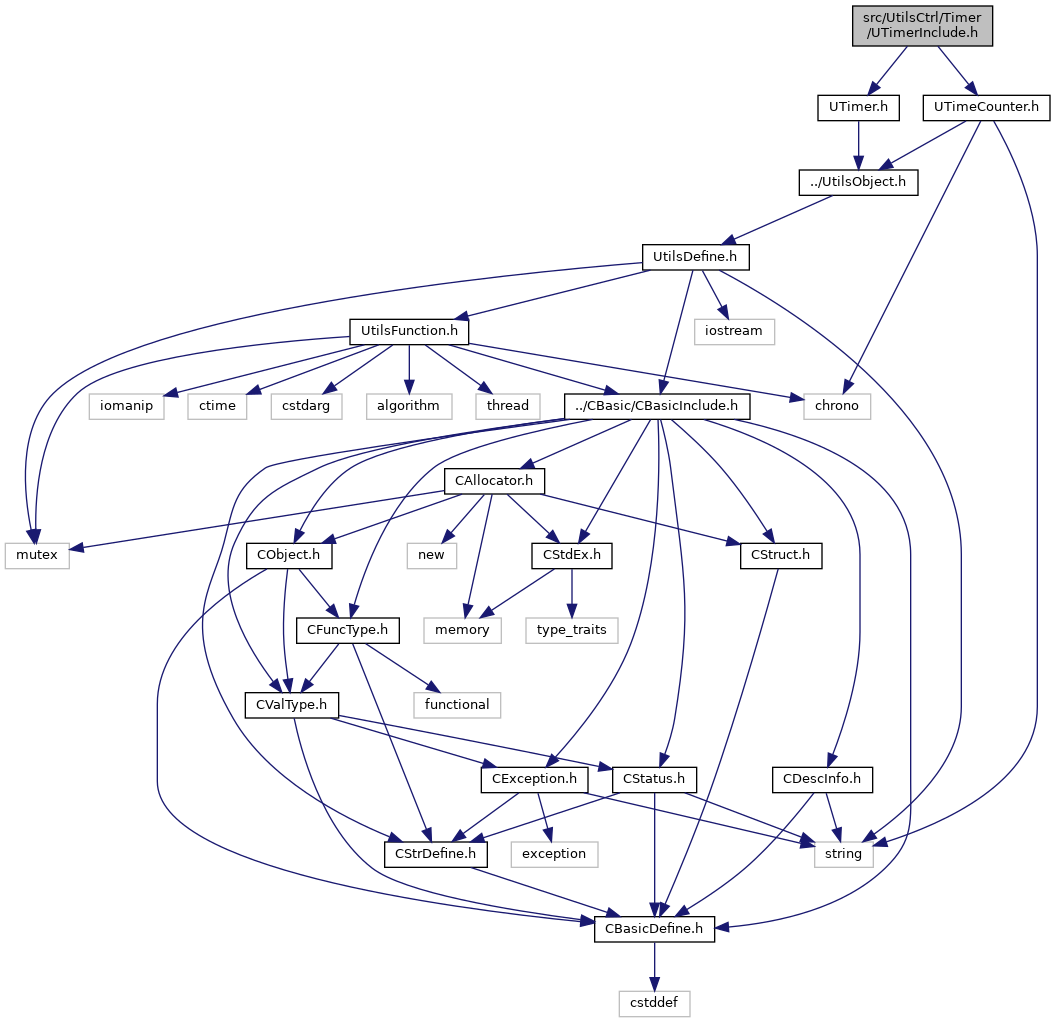 src/UtilsCtrl/Timer
/UTimerInclude.h
UTimer.h
UTimeCounter.h
../UtilsObject.h
UtilsDefine.h
UtilsFunction.h
iostream
iomanip
ctime
cstdarg
algorithm
thread
../CBasic/CBasicInclude.h
chrono
CAllocator.h
mutex
CObject.h
new
CStdEx.h
CStruct.h
CFuncType.h
memory
type_traits
CValType.h
functional
CException.h
CStatus.h
CDescInfo.h
CStrDefine.h
exception
string
CBasicDefine.h
cstddef